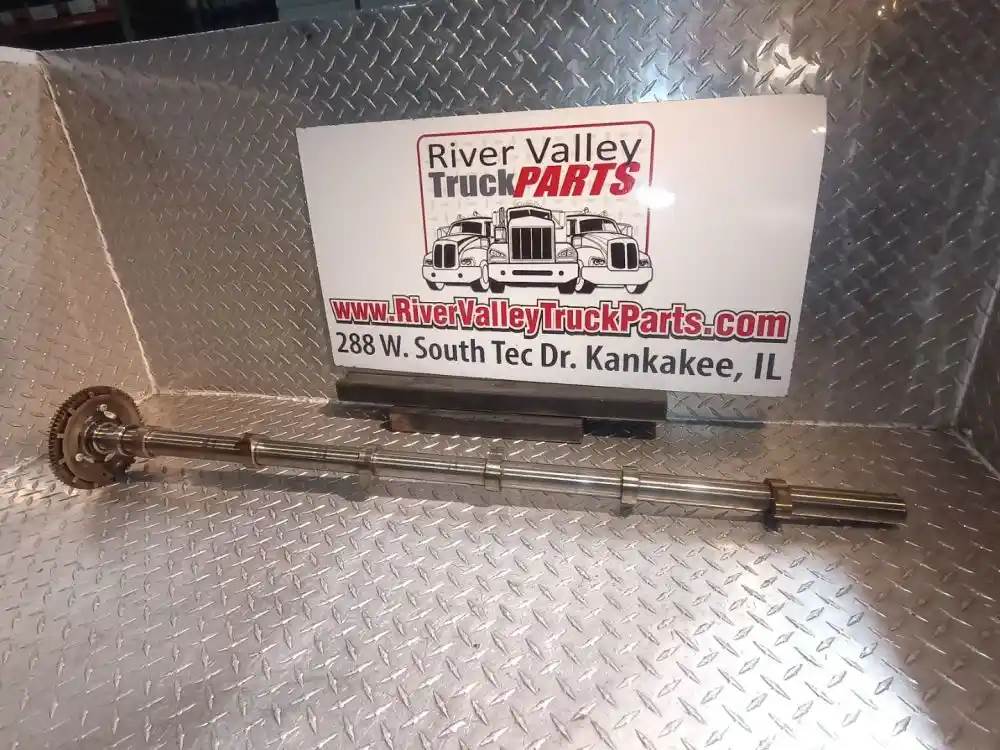 River Valley
TruckPARTS
www.RiverValleyTruckParts.com
288 W. South Tec Dr. Kankakee, IL